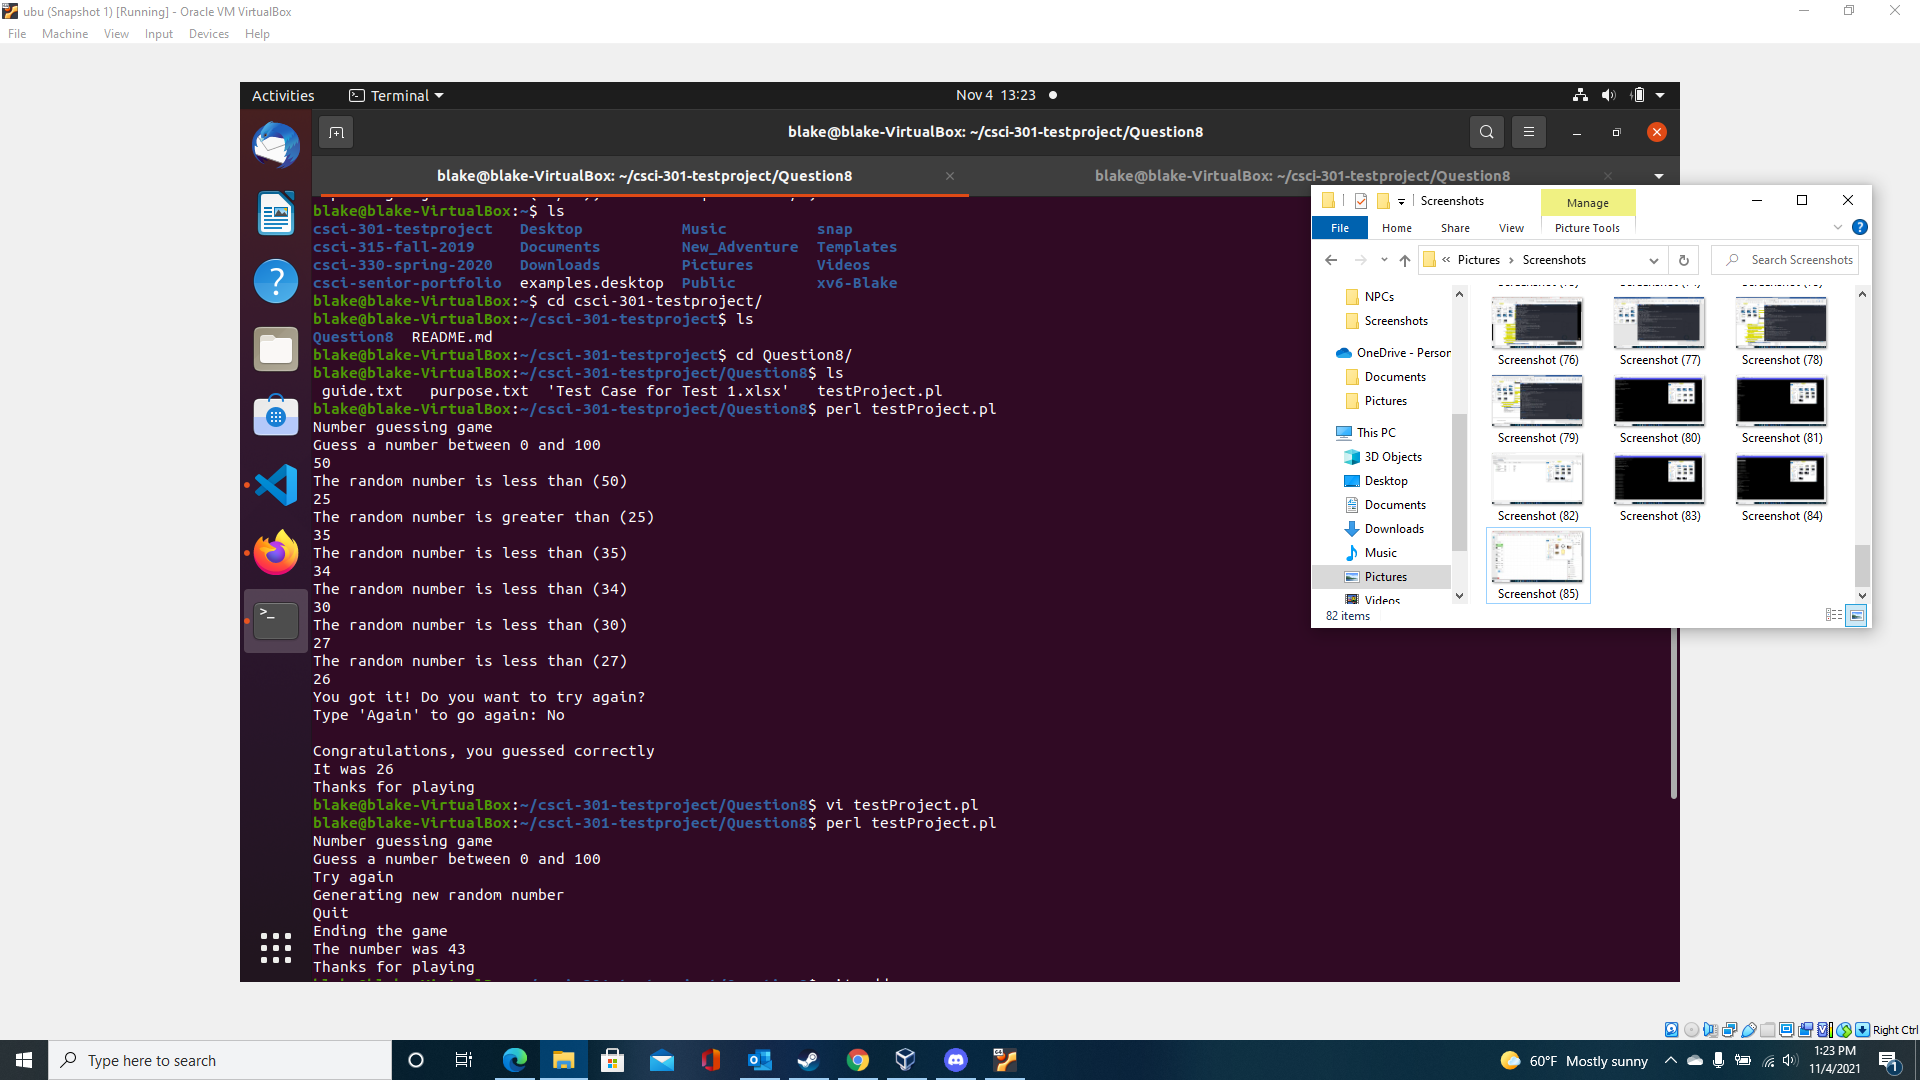 ubu (Snapshot 1) [Running] - Oracle VM VirtualBox
File Machine View Input Devices Help
Activities Terminal Nov 4 13:23
blake@blake-VirtualBox: ~/csci-301-testproject/Question8
blake@blake-VirtualBox: ~/csci-301-testproject/Question8 blake@blake-VirtualBox: ~/csci-301-testproject/Question8
blake@blake-VirtualBox:~$ ls
csci-301-testproject Desktop Music snap
csci-315-fall-2019 Documents New_Adventure Templates
csci-330-spring-2020 Downloads Pictures Videos
csci-senior-portfolio examples.desktop Public xv6-Blake
blake@blake-VirtualBox:~$ cd csci-301-testproject/
blake@blake-VirtualBox:~/csci-301-testproject$ ls
Question8 README.md
blake@blake-VirtualBox:~/csci-301-testproject$ cd Question8/
blake@blake-VirtualBox:~/csci-301-testproject/Question8$ ls
guide.txt purpose.txt 'Test Case for Test 1.xlsx' testProject.pl
blake@blake-VirtualBox:~/csci-301-testproject/Question8$ perl testProject.pl
Number guessing game
Guess a number between 0 and 100
50
The random number is less than (50)
25
The random number is greater than (25)
35
The random number is less than (35)
34
The random number is less than (34)
30
The random number is less than (30)
27
The random number is less than (27)
26
You got it! Do you want to try again?
Type 'Again' to go again: No
Congratulations, you guessed correctly
It was 26
Thanks for playing
blake@blake-VirtualBox:~/csci-301-testproject/Question8$ vi testProject.pl
blake@blake-VirtualBox:~/csci-301-testproject/Question8$ perl testProject.pl
Number guessing game
Guess a number between 0 and 100
Try again
Generating new random number
Quit
Ending the game
The number was 43
Thanks for playing
Screenshots Manage
File Home Share View Picture Tools
« Pictures › Screenshots Search Screenshots
NPCs
Screenshots
OneDrive - Person
Documents
Pictures
This PC
3D Objects
Desktop
Documents
Downloads
Music
Pictures
Videos
Screenshot (76) Screenshot (77) Screenshot (78)
Screenshot (79) Screenshot (80) Screenshot (81)
Screenshot (82) Screenshot (83) Screenshot (84)
Screenshot (85)
82 items
Right Ctrl
Type here to search
60°F Mostly sunny
1:23 PM
11/4/2021
1